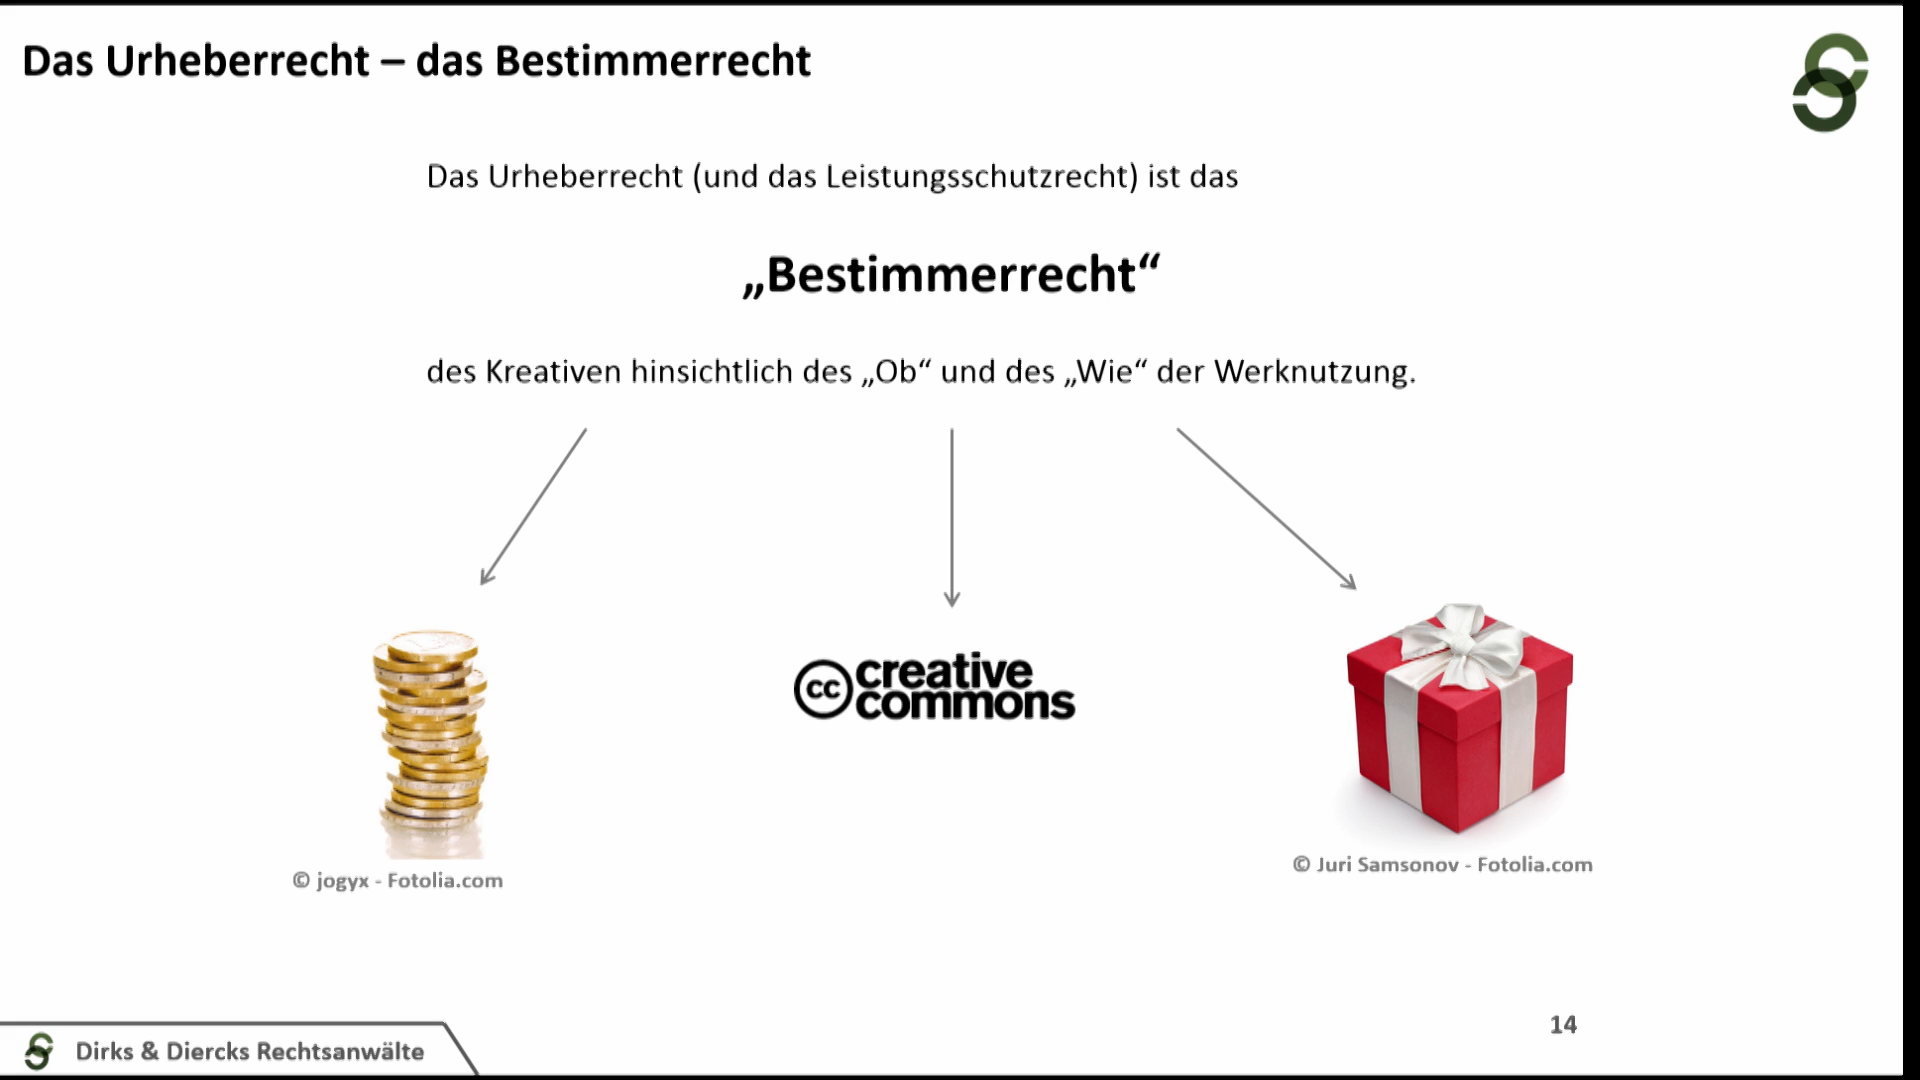 Das Urheberrecht – das Bestimmerrecht
Das Urheberrecht (und das Leistungsschutzrecht) ist das
„Bestimmerrecht“
des Kreativen hinsichtlich des „Ob“ und des „Wie“ der Werknutzung.
cc creative
commons
© jogyx - Fotolia.com
© Juri Samsonov - Fotolia.com
14
Dirks & Diercks Rechtsanwälte